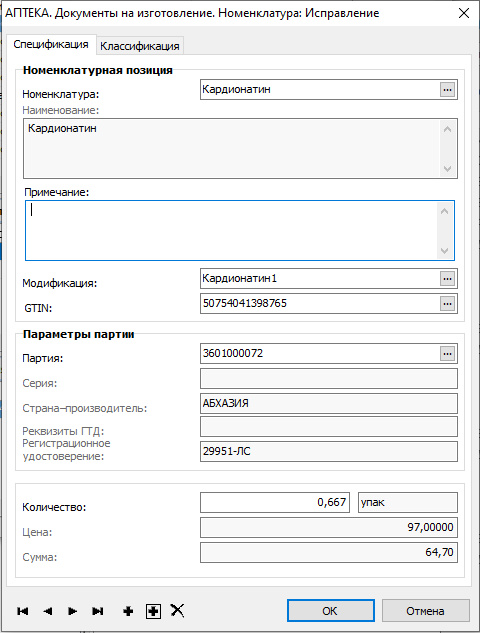 АПТЕКА. Документы на изготовление. Номенклатура: Исправление
Спецификация Классификация
Номенклатурная позиция
Номенклатура: Кардионатин ...
Наименование:
Кардионатин
Примечание:
Модификация: Кардионатин1 ...
GTIN: 50754041398765 ...
Параметры партии
Партия: 3601000072 ...
Серия:
Страна-производитель: АБХАЗИЯ
Реквизиты ГТД:
Регистрационное
удостоверение: 29951-ЛС
Количество: 0,667 упак
Цена: 97,00000
Сумма: 64,70
ОК Отмена